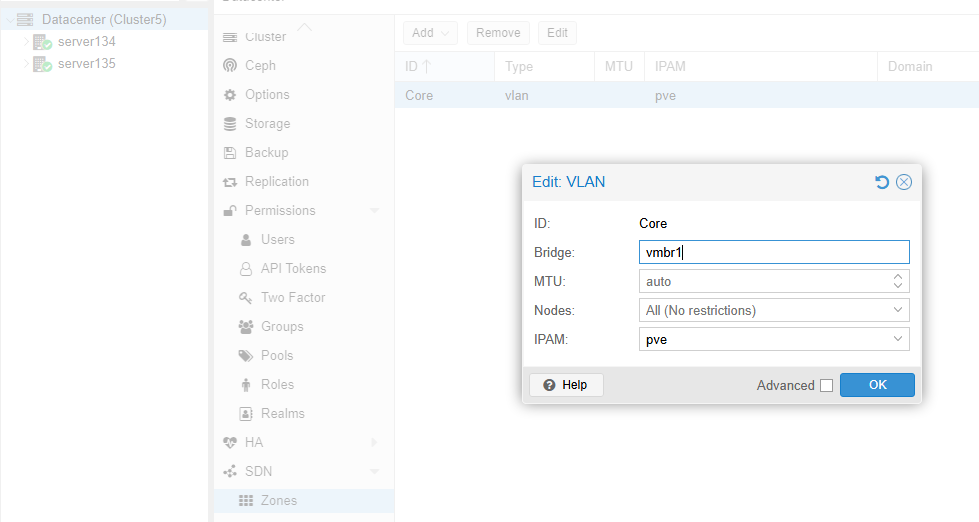 Datacenter
Datacenter (Cluster5)
server134
server135
Cluster
Ceph
Options
Storage
Backup
Replication
Permissions
Users
API Tokens
Two Factor
Groups
Pools
Roles
Realms
HA
SDN
Zones
Add Remove Edit
ID Type MTU IPAM Domain
Core vlan pve
Edit: VLAN
ID: Core
Bridge: vmbr1
MTU: auto
Nodes: All (No restrictions)
IPAM: pve
Help Advanced OK